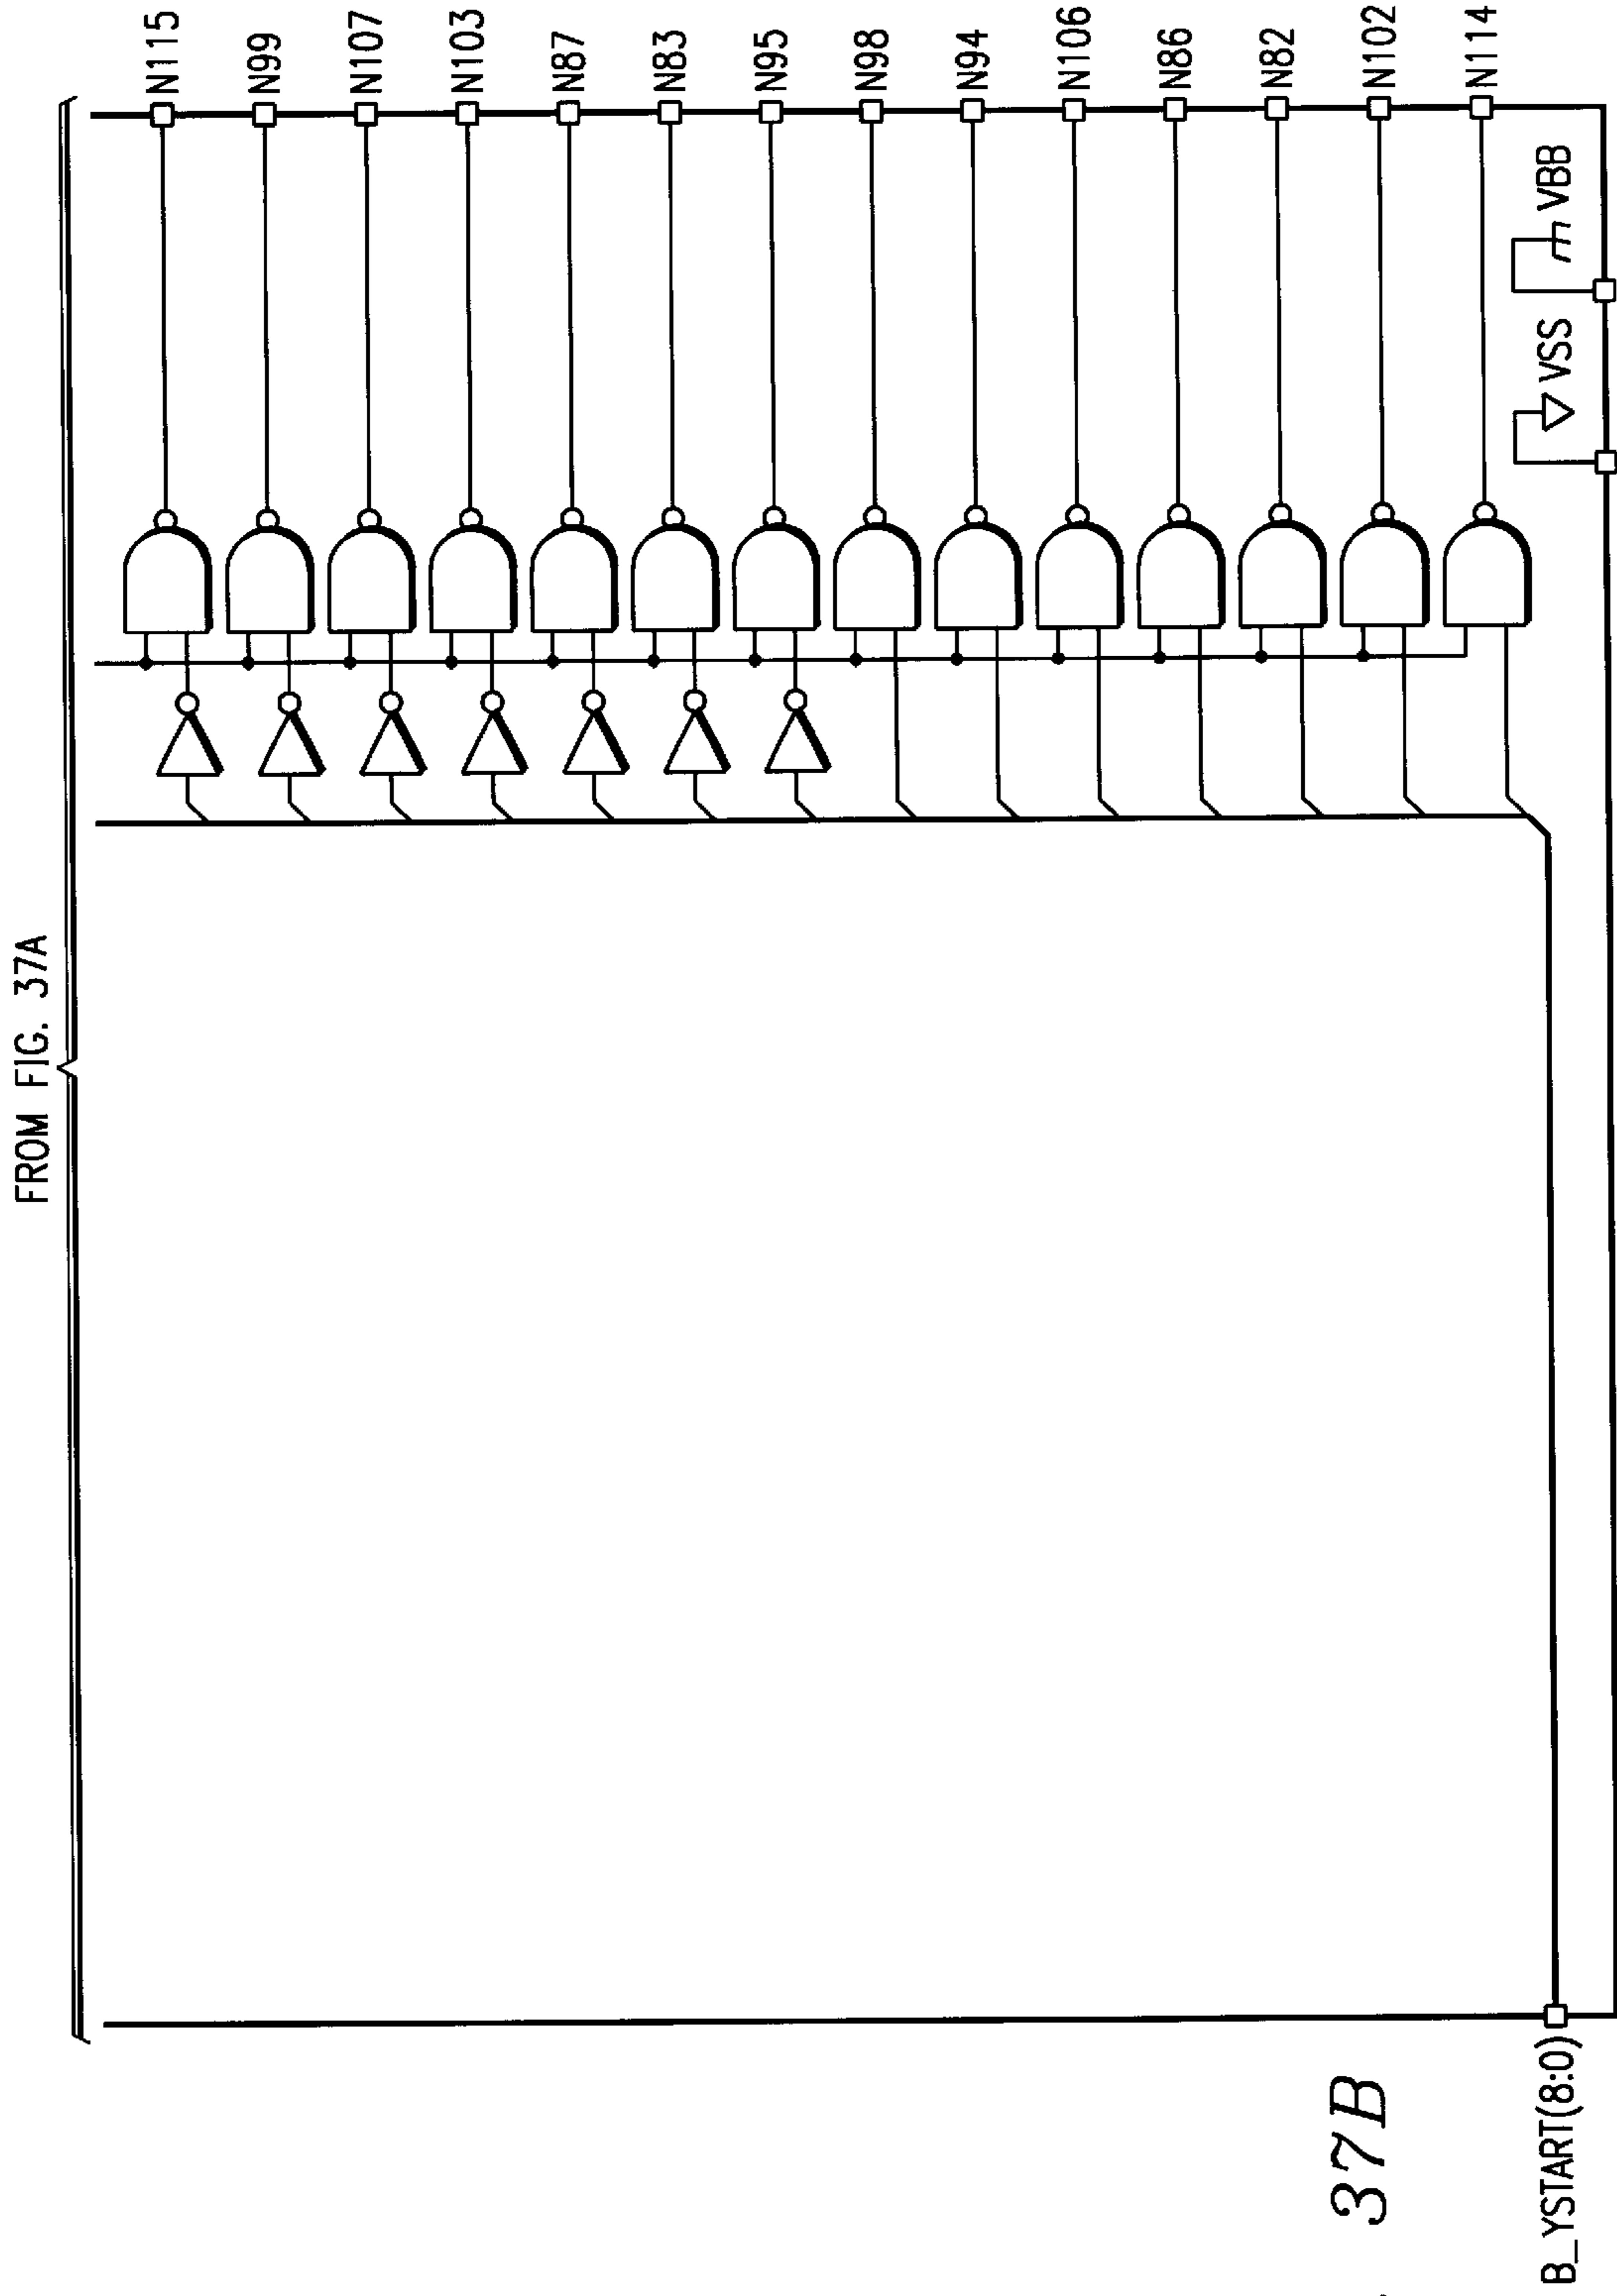 FROM FIG. 37A
N115
N99
N107
N103
N87
N83
N95
N98
N94
N106
N86
N82
N102
N114
VSS
VBB
B_YSTART(8:0)
37B